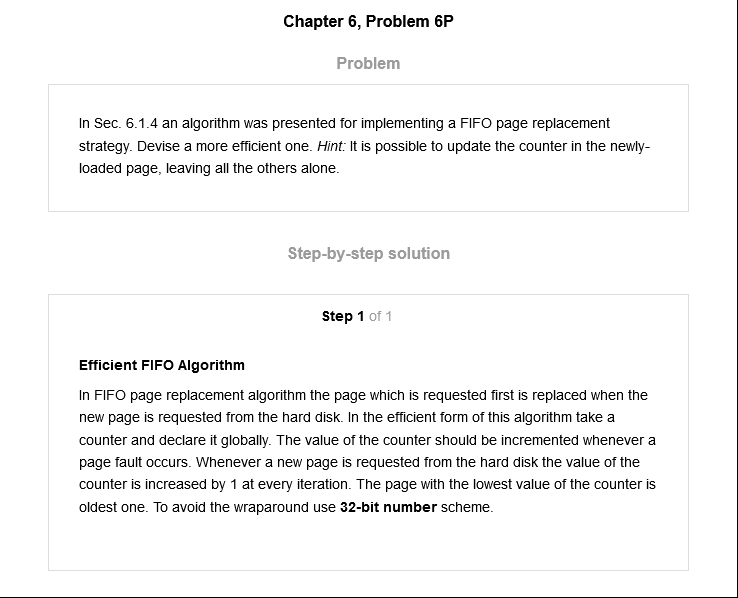 Chapter 6, Problem 6P
Problem
In Sec. 6.1.4 an algorithm was presented for implementing a FIFO page replacement
strategy. Devise a more efficient one. Hint: It is possible to update the counter in the newly-
loaded page, leaving all the others alone.
Step-by-step solution
Step 1 of 1
Efficient FIFO Algorithm
In FIFO page replacement algorithm the page which is requested first is replaced when the
new page is requested from the hard disk. In the efficient form of this algorithm take a
counter and declare it globally. The value of the counter should be incremented whenever a
page fault occurs. Whenever a new page is requested from the hard disk the value of the
counter is increased by 1 at every iteration. The page with the lowest value of the counter is
oldest one. To avoid the wraparound use 32-bit number scheme.